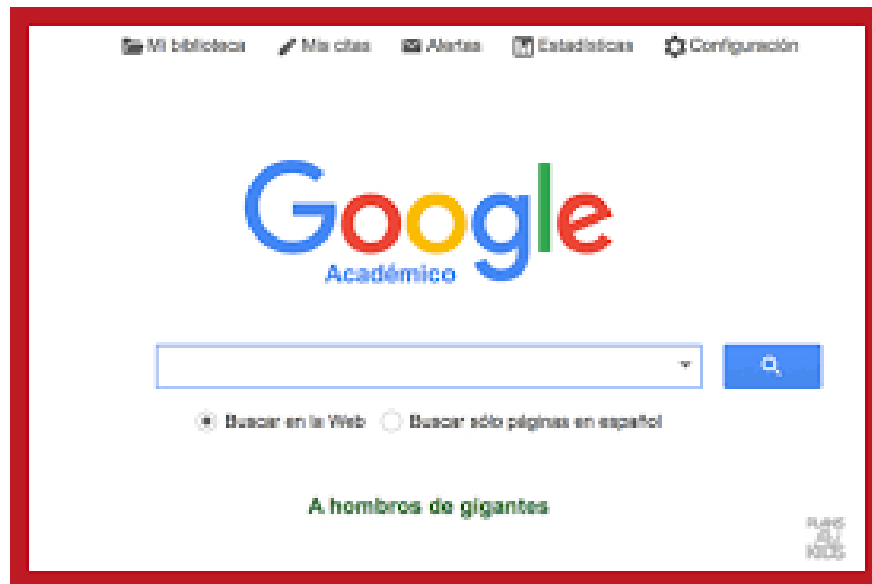 Mi biblioteca Mis citas Alertas Estadísticas Configuración
Google
Académico
Buscar en la Web Buscar sólo páginas en español
A hombros de gigantes
KIDS